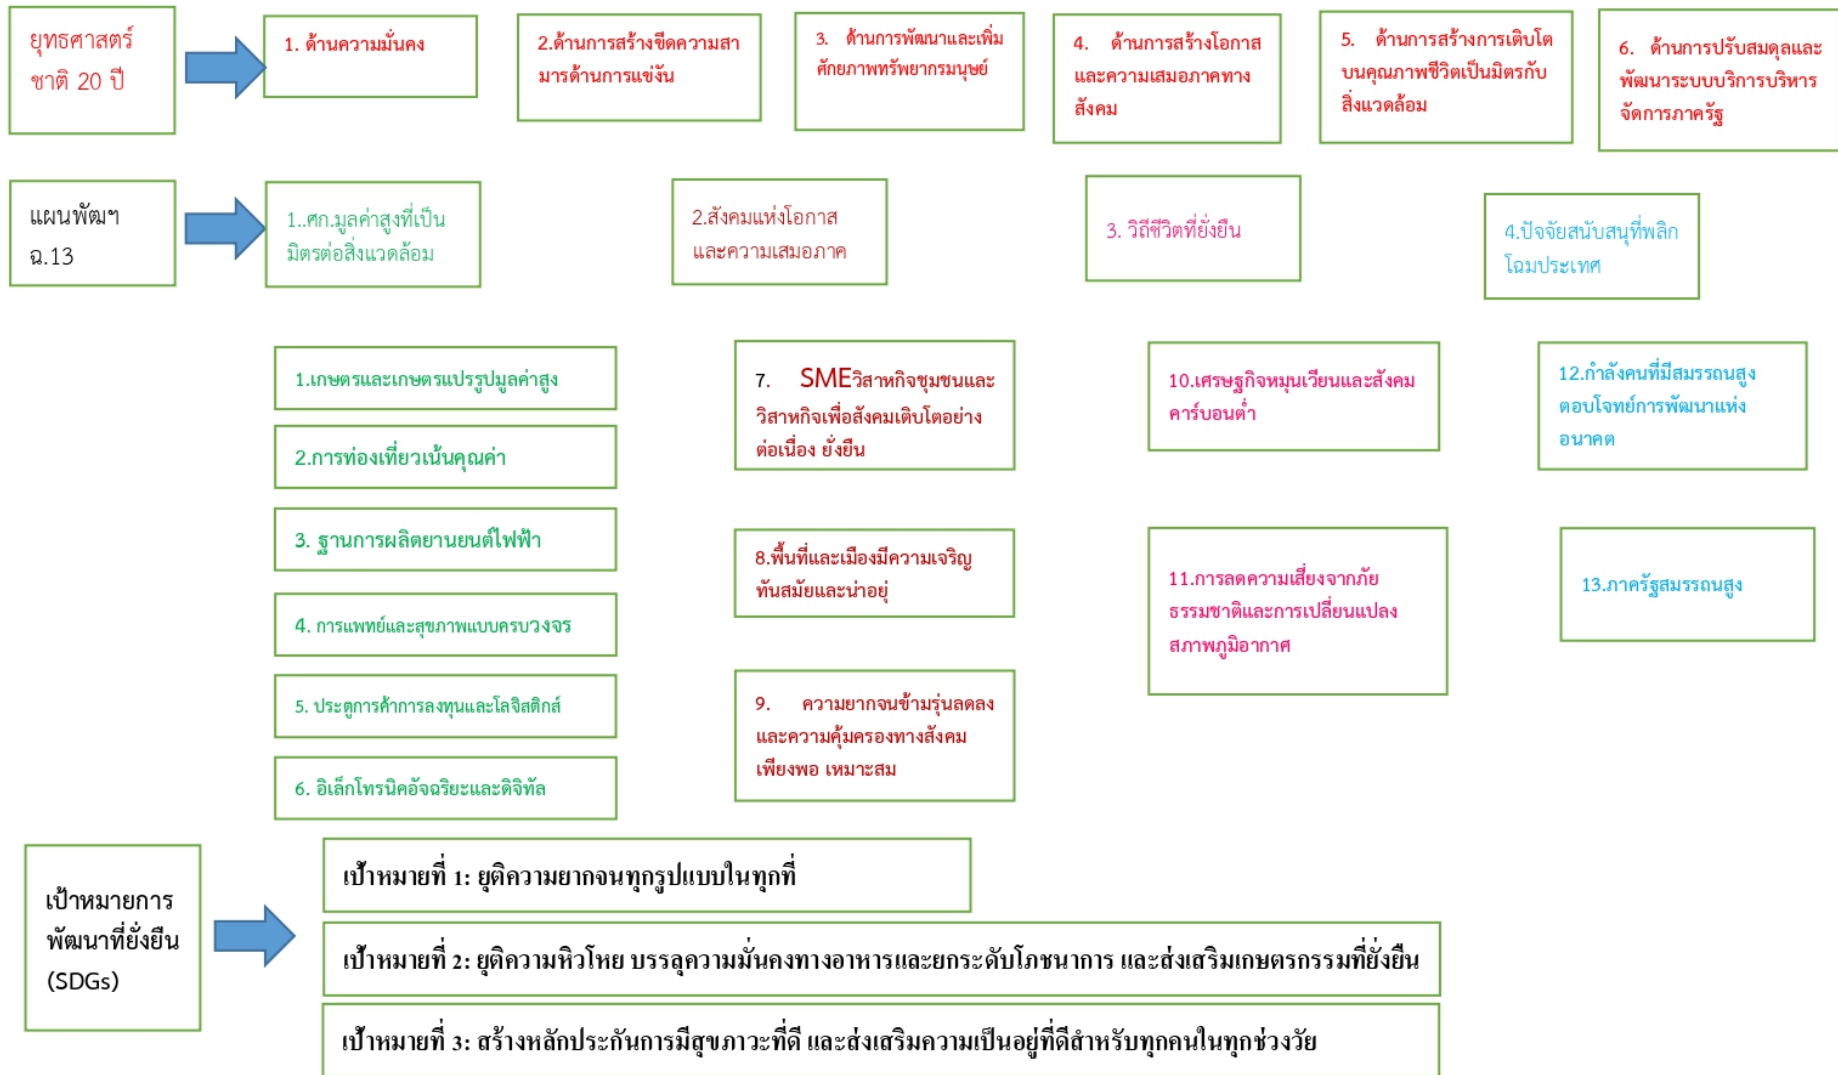 ยุทธศาสตร์
ชาติ 20 ปี
1. ด้านความมั่นคง
2.ด้านการสร้างขีดความสา
มารด้านการแข่งัน
3. ด้านการพัฒนาและเพิ่ม
ศักยภาพทรัพยากรมนุษย์
4. ด้านการสร้างโอกาส
และความเสมอภาคทาง
สังคม
5. ด้านการสร้างการเติบโต
บนคุณภาพชีวิตเป็นมิตรกับ
สิ่งแวดล้อม
6. ด้านการปรับสมดุลและ
พัฒนาระบบบริการบริหาร
จัดการภาครัฐ
แผนพัฒฯ
ฉ.13
1..ศก.มูลค่าสูงที่เป็น
มิตรต่อสิ่งแวดล้อม
2.สังคมแห่งโอกาส
และความเสมอภาค
3. วิถีชีวิตที่ยั่งยืน
4.ปัจจัยสนับสนุที่พลิก
โฉมประเทศ
1.เกษตรและเกษตรแปรรูปมูลค่าสูง
2.การท่องเที่ยวเน้นคุณค่า
3. ฐานการผลิตยานยนต์ไฟฟ้า
4. การแพทย์และสุขภาพแบบครบวงจร
5. ประตูการค้าการลงทุนและโลจิสติกส์
6. อิเล็กโทรนิคอัจฉริยะและดิจิทัล
7. SMEวิสาหกิจชุมชนและ
วิสาหกิจเพื่อสังคมเติบโตอย่าง
ต่อเนื่อง ยั่งยืน
8.พื้นที่และเมืองมีความเจริญ
ทันสมัยและน่าอยู่
9. ความยากจนข้ามรุ่นลดลง
และความคุ้มครองทางสังคม
เพียงพอ เหมาะสม
10.เศรษฐกิจหมุนเวียนและสังคม
คาร์บอนต่ำ
11.การลดความเสี่ยงจากภัย
ธรรมชาติและการเปลี่ยนแปลง
สภาพภูมิอากาศ
12.กำลังคนที่มีสมรรถนสูง
ตอบโจทย์การพัฒนาแห่ง
อนาคต
13.ภาครัฐสมรรถนสูง
เป้าหมายการ
พัฒนาที่ยั่งยืน
(SDGs)
เป้าหมายที่ 1: ยุติความยากจนทุกรูปแบบในทุกที่
เป้าหมายที่ 2: ยุติความหิวโหย บรรลุความมั่นคงทางอาหารและยกระดับโภชนาการ และส่งเสริมเกษตรกรรมที่ยั่งยืน
เป้าหมายที่ 3: สร้างหลักประกันการมีสุขภาวะที่ดี และส่งเสริมความเป็นอยู่ที่ดีสำหรับทุกคนในทุกช่วงวัย